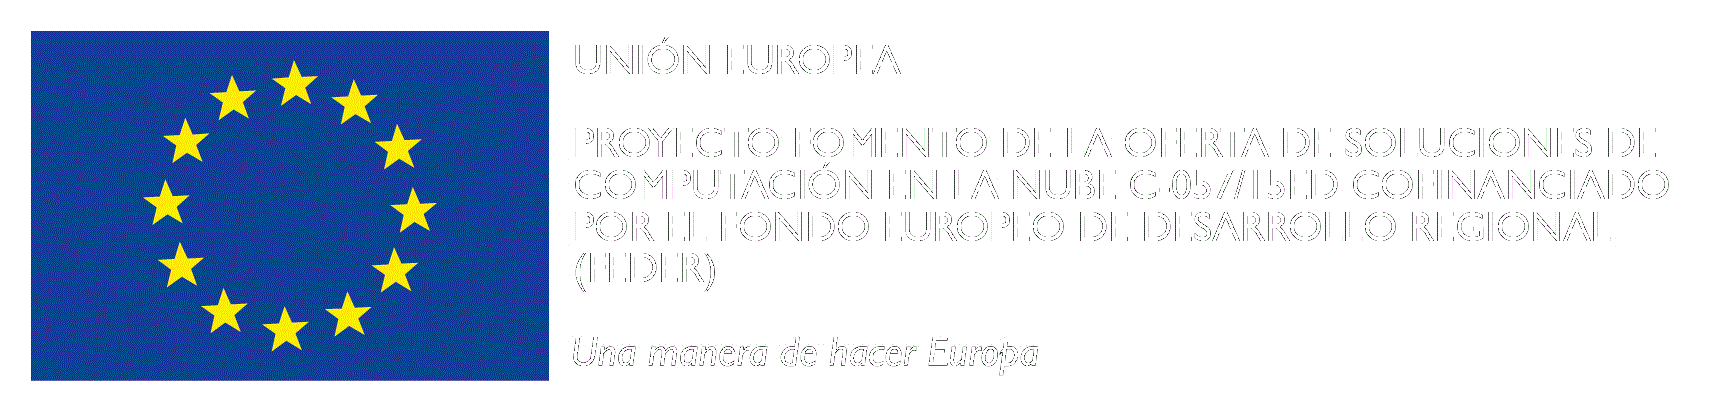 UNIÓN EUROPEA
PROYECTO FOMENTO DE LA OFERTA DE SOLUCIONES DE
COMPUTACIÓN EN LA NUBE C-057/15ED COFINANCIADO
POR EL FONDO EUROPEO DE DESARROLLO REGIONAL
(FEDER)
Una manera de hacer Europa